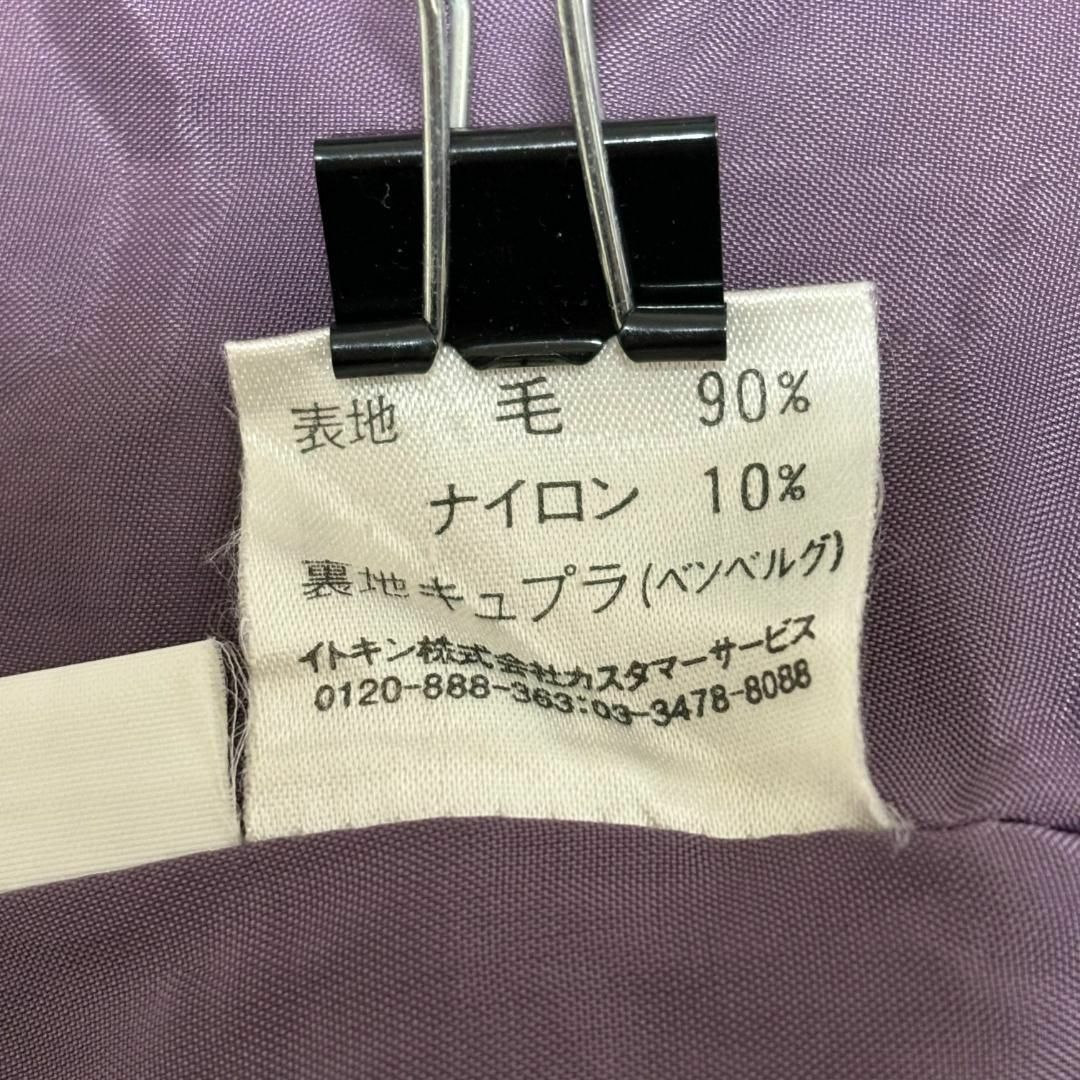 表地 毛 90%
ナイロン 10%
裏地キュプラ(ベンベルグ)
イトキン株式会社カスタマーサービス
0120-888-363:03-3478-8088